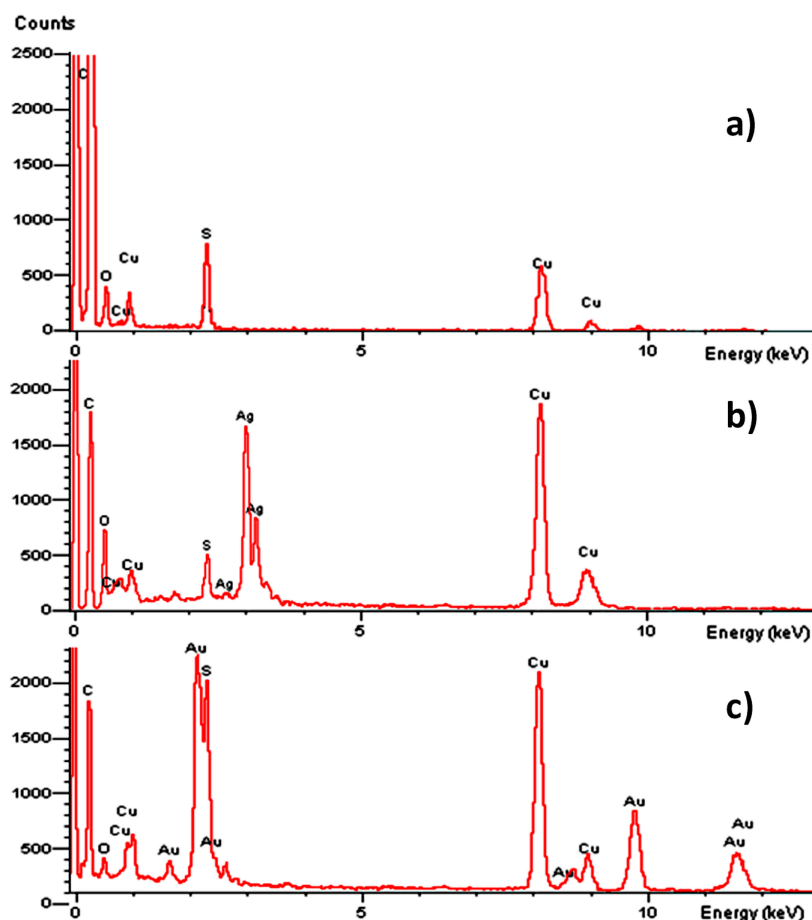 Counts
2500
C
2000
a)
1500
1000
S
Cu
500
O
Cu
Cu
Cu
0
0
5
10
Energy (keV)
2000
C
Ag
Cu
b)
1500
1000
Ag
O
500
S
Cu
Cu
Cu
Ag
0
0
5
10
Energy (keV)
Au
S
Cu
2000
C
c)
1500
1000
Cu
Au
Au
500
Cu
Cu
Au
O
Au
Au
Au
0
0
5
10
Energy (keV)